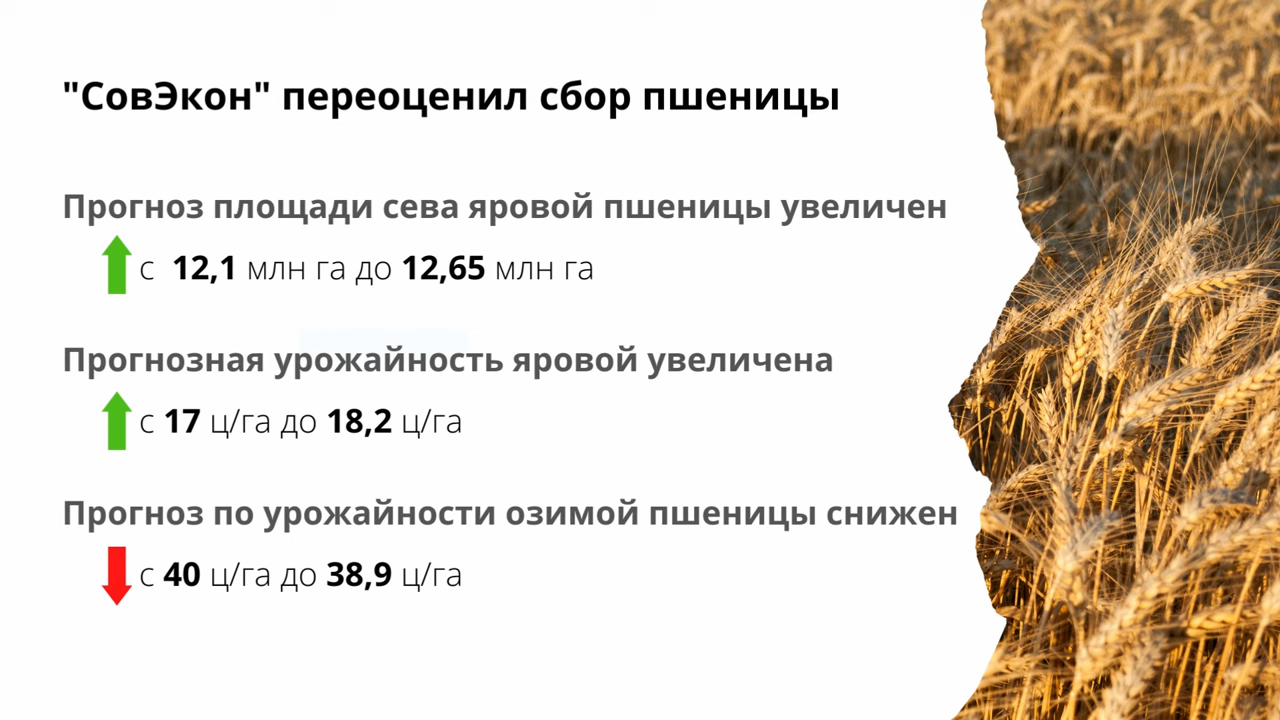 "СовЭкон" переоценил сбор пшеницы
Прогноз площади сева яровой пшеницы увеличен
с 12,1 млн га до 12,65 млн га
Прогнозная урожайность яровой увеличена
с 17 ц/га до 18,2 ц/га
Прогноз по урожайности озимой пшеницы снижен
с 40 ц/га до 38,9 ц/га